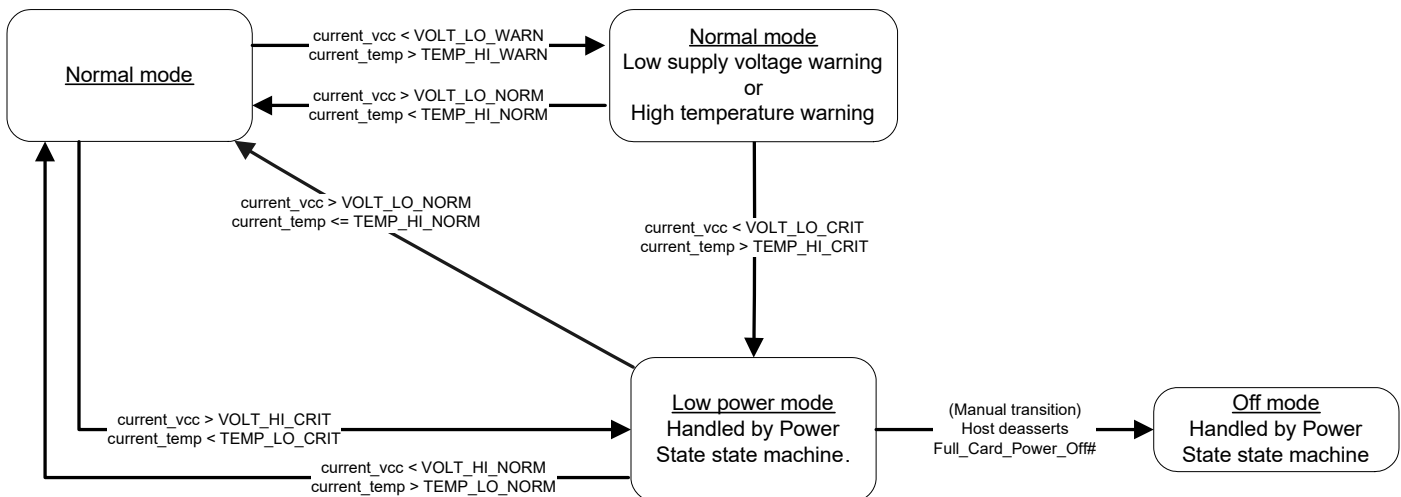 Normal mode
current_vcc < VOLT_LO_WARN
current_temp > TEMP_HI_WARN
current_vcc > VOLT_LO_NORM
current_temp < TEMP_HI_NORM
Normal mode
Low supply voltage warning
or
High temperature warning
current_vcc > VOLT_LO_NORM
current_temp <= TEMP_HI_NORM
current_vcc < VOLT_LO_CRIT
current_temp > TEMP_HI_CRIT
current_vcc > VOLT_HI_CRIT
current_temp < TEMP_LO_CRIT
current_vcc < VOLT_HI_NORM
current_temp > TEMP_LO_NORM
Low power mode
Handled by Power
State state machine.
(Manual transition)
Host deasserts
Full_Card_Power_Off#
Off mode
Handled by Power
State state machine